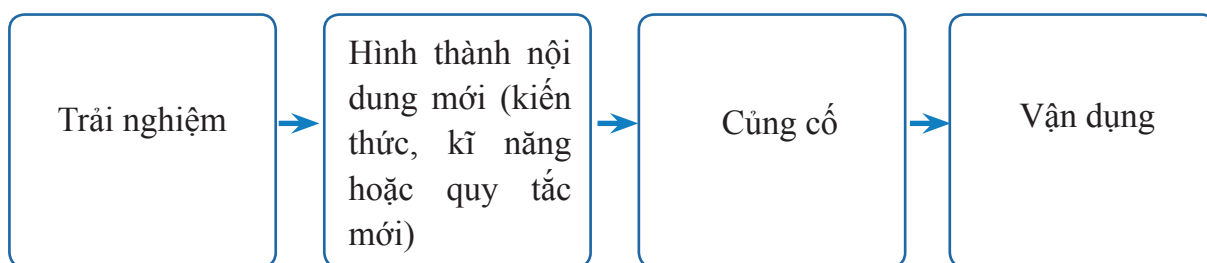 Trải nghiệm
Hình thành nội
dung mới (kiến
thức, kĩ năng
hoặc quy tắc
mới)
Củng cố
Vận dụng